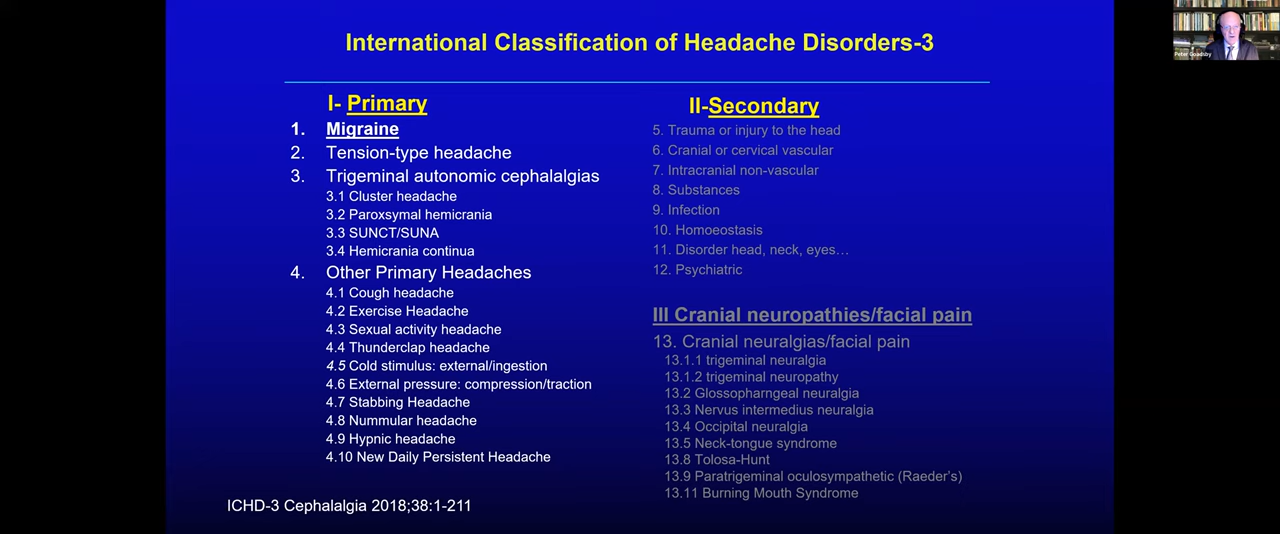 International Classification of Headache Disorders-3
I- Primary
1. Migraine
2. Tension-type headache
3. Trigeminal autonomic cephalalgias
3.1 Cluster headache
3.2 Paroxsymal hemicrania
3.3 SUNCT/SUNA
3.4 Hemicrania continua
4. Other Primary Headaches
4.1 Cough headache
4.2 Exercise Headache
4.3 Sexual activity headache
4.4 Thunderclap headache
4.5 Cold stimulus: external/ingestion
4.6 External pressure: compression/traction
4.7 Stabbing Headache
4.8 Nummular headache
4.9 Hypnic headache
4.10 New Daily Persistent Headache
II-Secondary
5. Trauma or injury to the head
6. Cranial or cervical vascular
7. Intracranial non-vascular
8. Substances
9. Infection
10. Homoeostasis
11. Disorder head, neck, eyes…
12. Psychiatric
III Cranial neuropathies/facial pain
13. Cranial neuralgias/facial pain
13.1.1 trigeminal neuralgia
13.1.2 trigeminal neuropathy
13.2 Glossopharngeal neuralgia
13.3 Nervus intermedius neuralgia
13.4 Occipital neuralgia
13.5 Neck-tongue syndrome
13.8 Tolosa-Hunt
13.9 Paratrigeminal oculosympathetic (Raeder's)
13.11 Burning Mouth Syndrome
ICHD-3 Cephalalgia 2018;38:1-211
Peter Goadsby